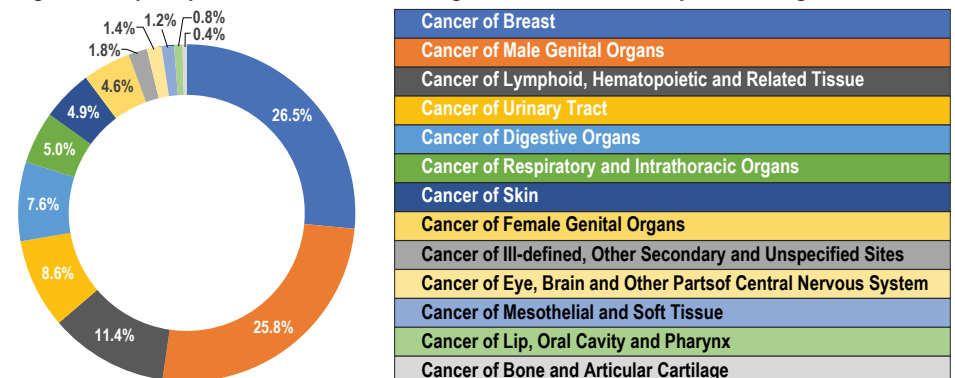 1.2%
0.8%
1.4%
0.4%
1.8%
4.6%
4.9%
26.5%
5.0%
7.6%
8.6%
11.4%
25.8%
Cancer of Breast
Cancer of Male Genital Organs
Cancer of Lymphoid, Hematopoietic and Related Tissue
Cancer of Urinary Tract
Cancer of Digestive Organs
Cancer of Respiratory and Intrathoracic Organs
Cancer of Skin
Cancer of Female Genital Organs
Cancer of Ill-defined, Other Secondary and Unspecified Sites
Cancer of Eye, Brain and Other Partsof Central Nervous System
Cancer of Mesothelial and Soft Tissue
Cancer of Lip, Oral Cavity and Pharynx
Cancer of Bone and Articular Cartilage